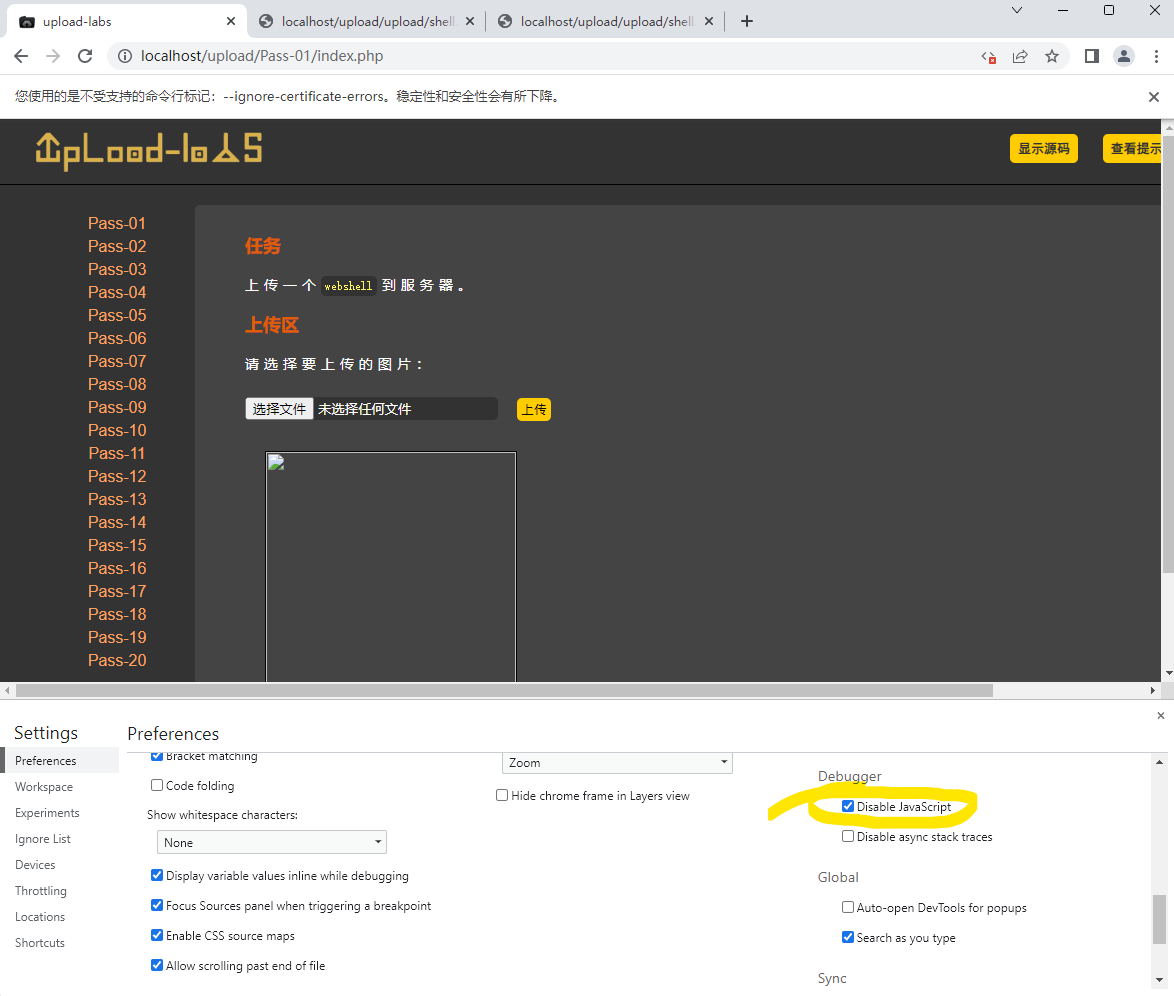 upload-labs
localhost/upload/upload/shell
localhost/upload/upload/shell
localhost/upload/Pass-01/index.php
您使用的是不受支持的命令行标记：--ignore-certificate-errors。稳定性和安全性会有所下降。
UpLoad-labs
显示源码
查看提示
Pass-01
Pass-02
Pass-03
Pass-04
Pass-05
Pass-06
Pass-07
Pass-08
Pass-09
Pass-10
Pass-11
Pass-12
Pass-13
Pass-14
Pass-15
Pass-16
Pass-17
Pass-18
Pass-19
Pass-20
任务
上传一个 webshell 到服务器。
上传区
请选择要上传的图片：
选择文件 未选择任何文件
上传
Settings
Preferences
Workspace
Experiments
Ignore List
Devices
Throttling
Locations
Shortcuts
Preferences
Bracket matching
Code folding
Show whitespace characters:
None
Display variable values inline while debugging
Focus Sources panel when triggering a breakpoint
Enable CSS source maps
Allow scrolling past end of file
Zoom
Hide chrome frame in Layers view
Debugger
Disable JavaScript
Disable async stack traces
Global
Auto-open DevTools for popups
Search as you type
Sync